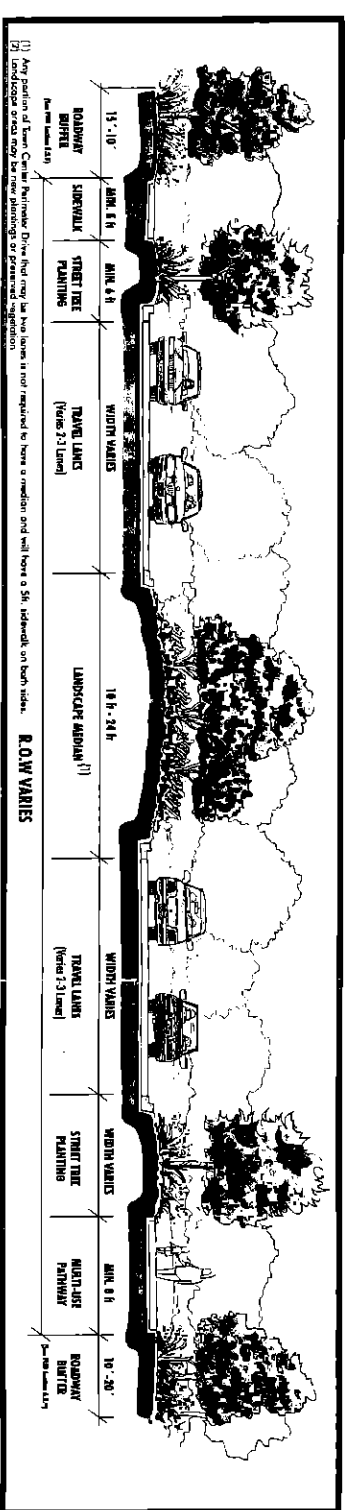 15'-10'
ROADWAY
BUFFER
MIN. 5 ft
SIDEWALK
MIN. 6 ft
STREET TREE
PLANTING
WIDTH VARIES
TRAVEL LANES
(Varies 2-3 Lanes)
10 ft - 24 ft
LANDSCAPE MEDIAN (1)
WIDTH VARIES
TRAVEL LANES
(Varies 2-3 Lanes)
WIDTH VARIES
STREET TREE
PLANTING
MIN. 8 ft
MULTI-USE
PATHWAY
10'-20'
ROADWAY
BUFFER
R.O.W VARIES
(1) Any portion of Town Center Perimeter Drive that may be two lanes is not required to have a median and will have a 5ft. sidewalk on both sides.
(2) Landscape areas may be new plantings or preserved vegetation